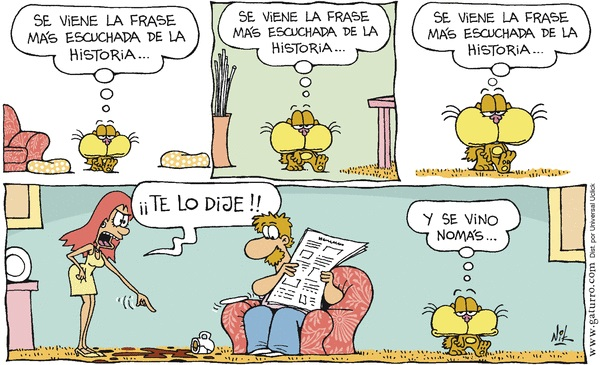 SE VIENE LA FRASE
MÁS ESCUCHADA DE LA
HISTORIA...
SE VIENE LA FRASE
MÁS ESCUCHADA DE LA
HISTORIA...
SE VIENE LA FRASE
MÁS ESCUCHADA DE LA
HISTORIA...
¡¡TE LO DIJE!!
Y SE VINO
NOMÁS...
NIK
www.gaturro.com Dist. por Universal Uclick